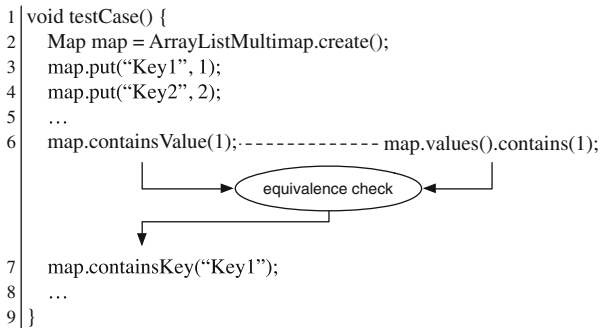 1 void testCase() {
2 Map map = ArrayListMultimap.create();
3 map.put(“Key1”, 1);
4 map.put(“Key2”, 2);
5 …
6 map.containsValue(1); map.values().contains(1);
equivalence check
7 map.containsKey(“Key1”);
8 …
9 }